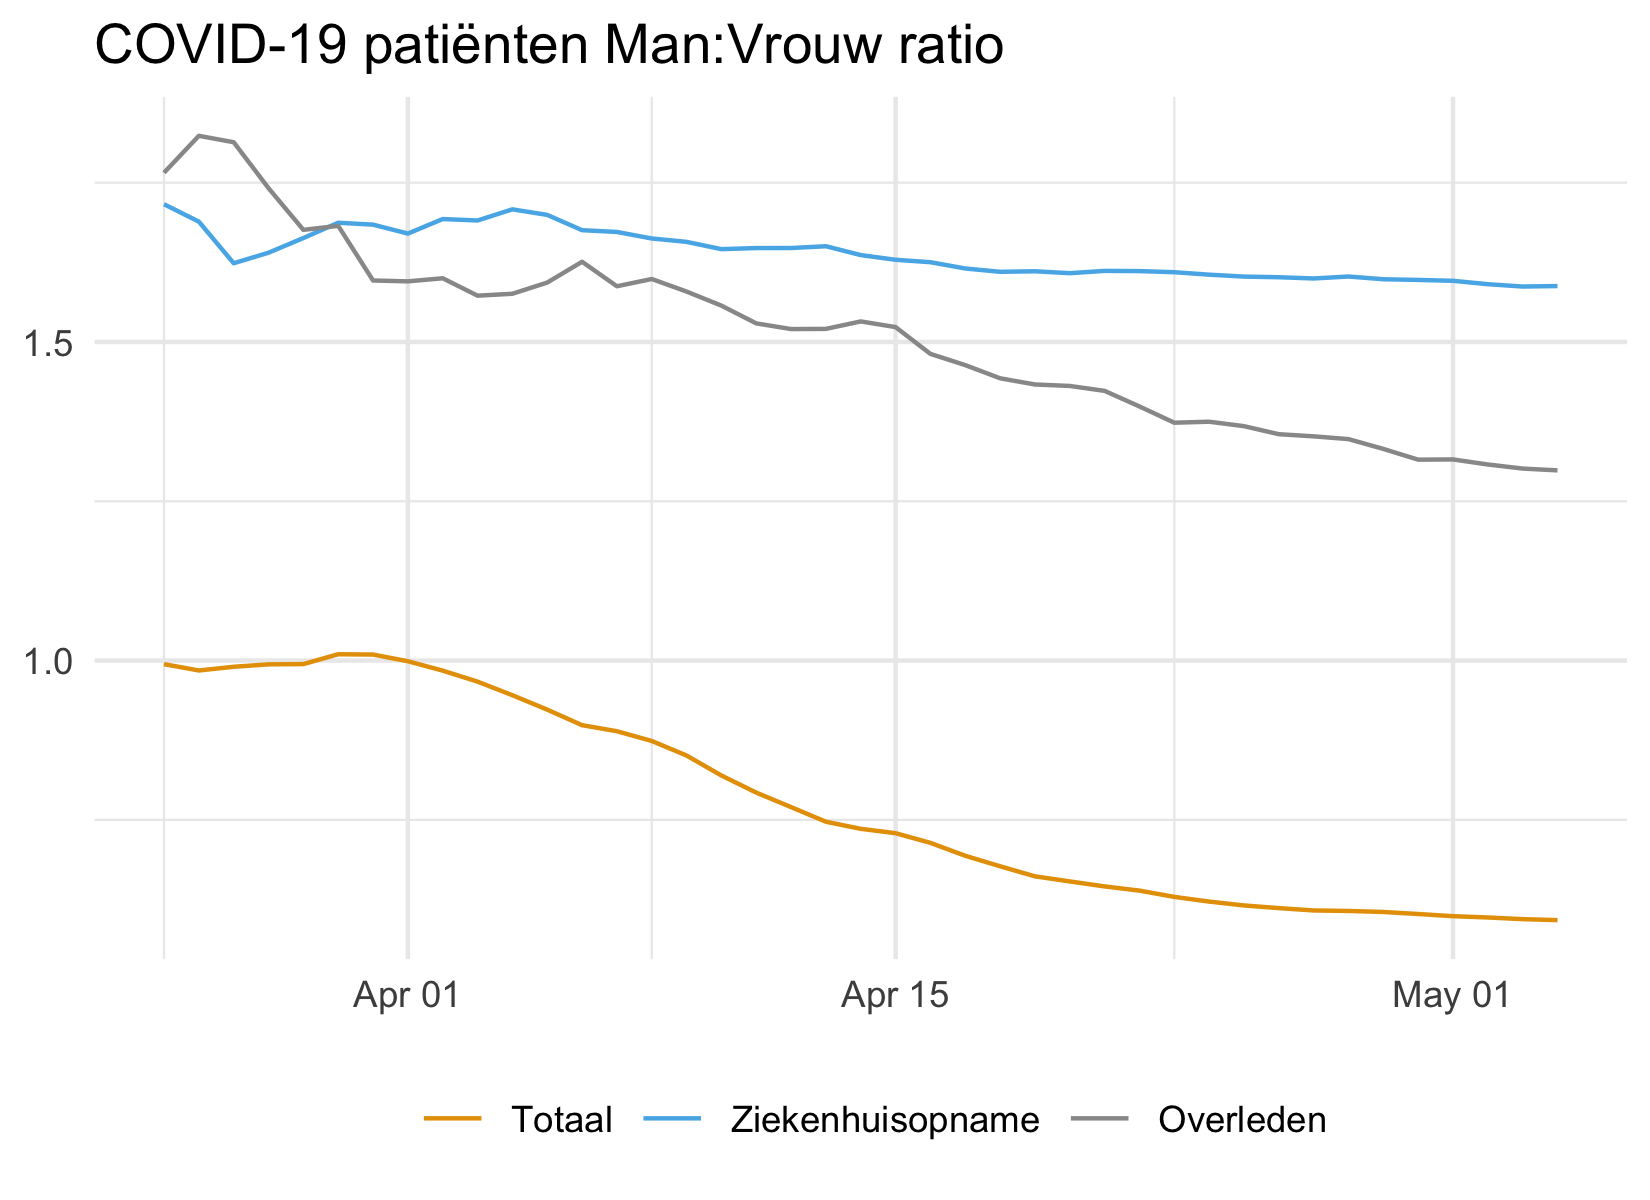 COVID-19 patiënten Man:Vrouw ratio
1.5
1.0
Apr 01 Apr 15 May 01
Totaal Ziekenhuisopname Overleden